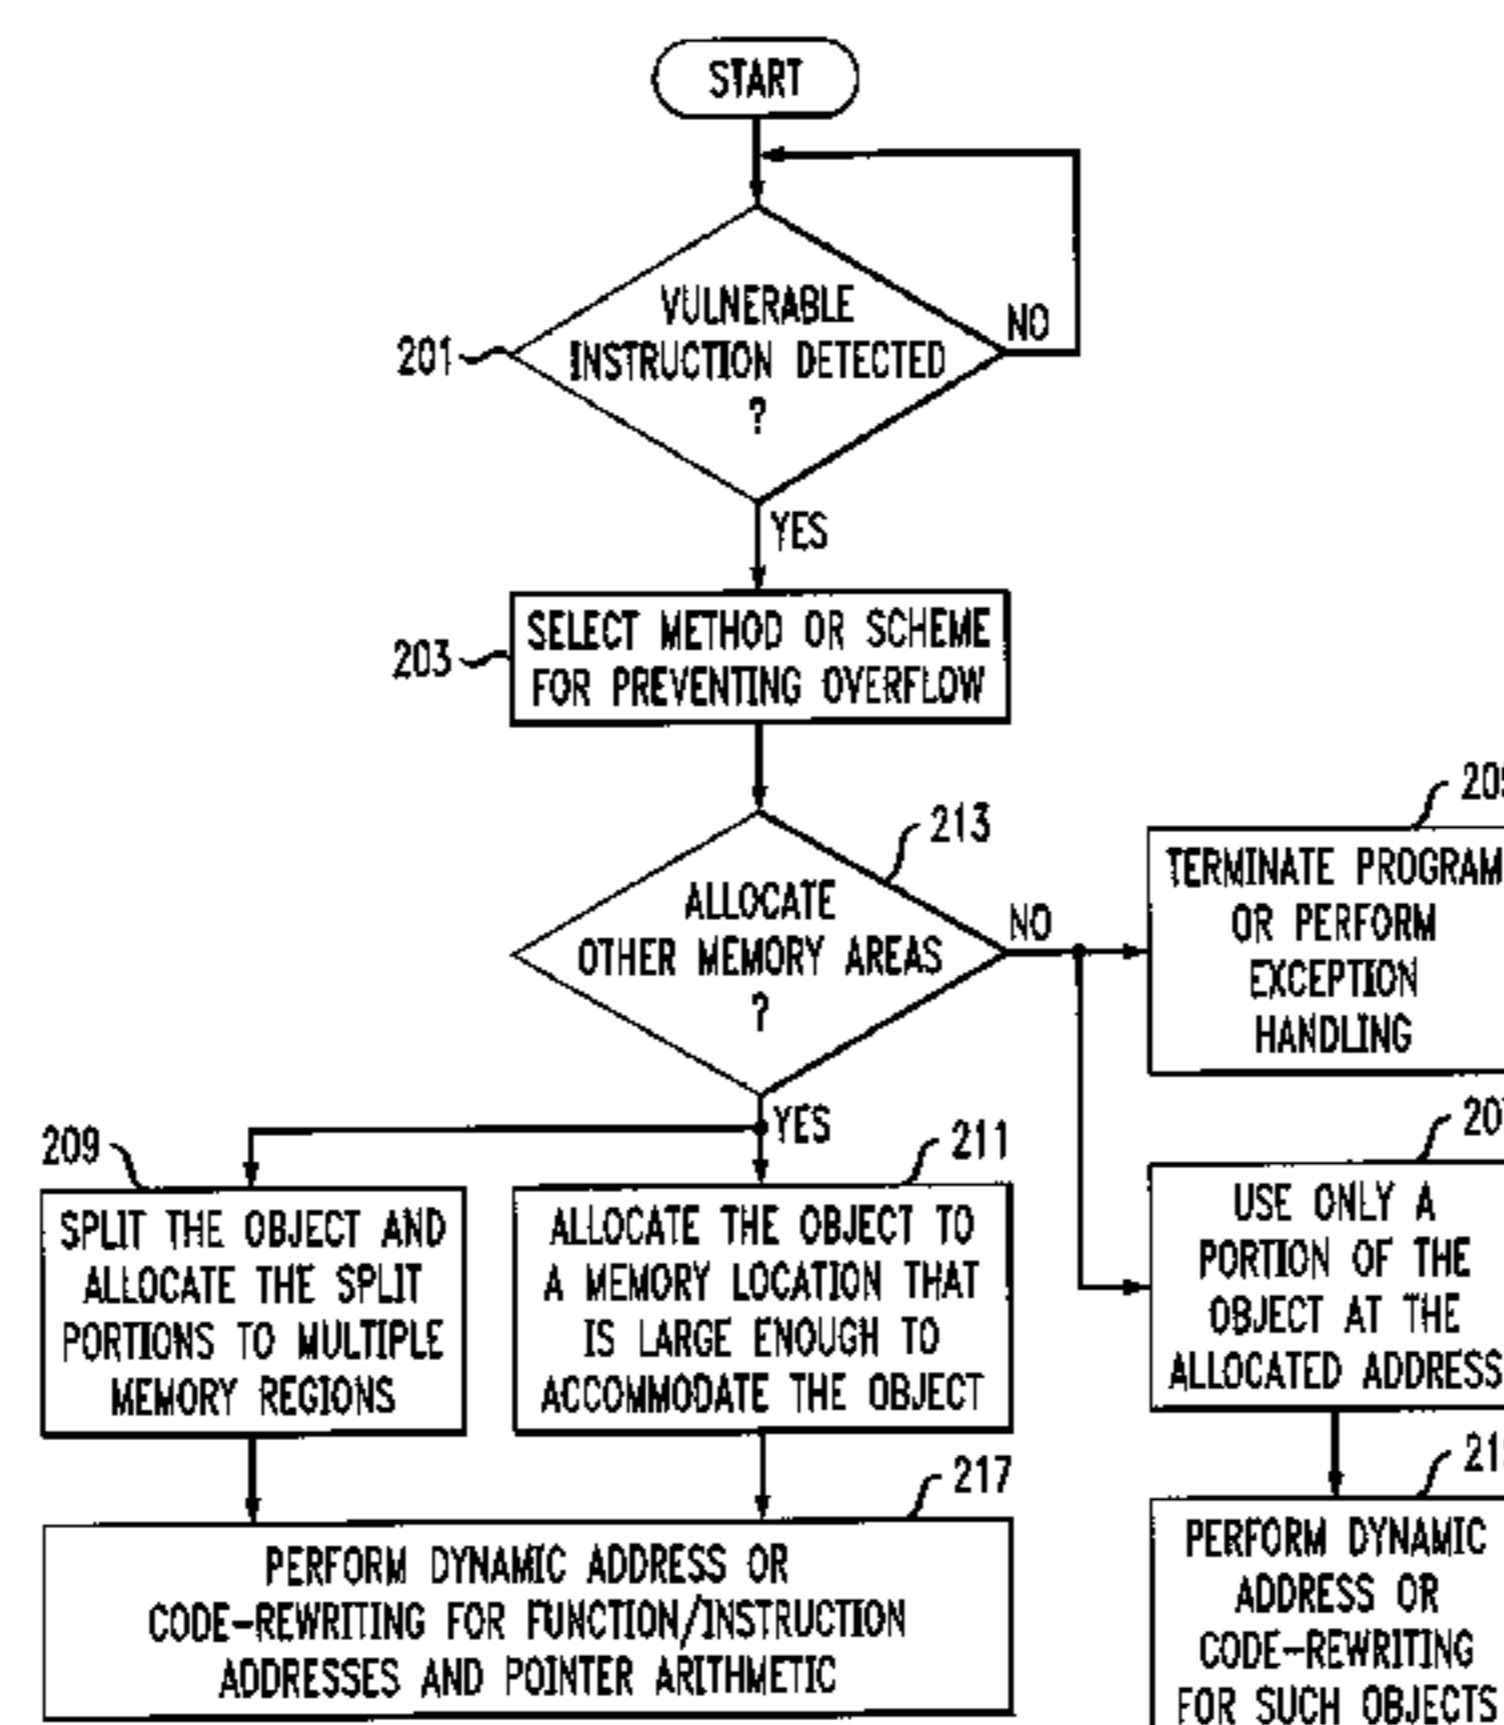 START
VULNERABLE
INSTRUCTION DETECTED
?
NO
201
YES
SELECT METHOD OR SCHEME
FOR PREVENTING OVERFLOW
203
213
ALLOCATE
OTHER MEMORY AREAS
?
NO
TERMINATE PROGRAM
OR PERFORM
EXCEPTION
HANDLING
YES
209
211
SPLIT THE OBJECT AND
ALLOCATE THE SPLIT
PORTIONS TO MULTIPLE
MEMORY REGIONS
ALLOCATE THE OBJECT TO
A MEMORY LOCATION THAT
IS LARGE ENOUGH TO
ACCOMMODATE THE OBJECT
USE ONLY A
PORTION OF THE
OBJECT AT THE
ALLOCATED ADDRESS
217
PERFORM DYNAMIC ADDRESS OR
CODE-REWRITING FOR FUNCTION/INSTRUCTION
ADDRESSES AND POINTER ARITHMETIC
PERFORM DYNAMIC
ADDRESS OR
CODE-REWRITING
FOR SUCH OBJECTS